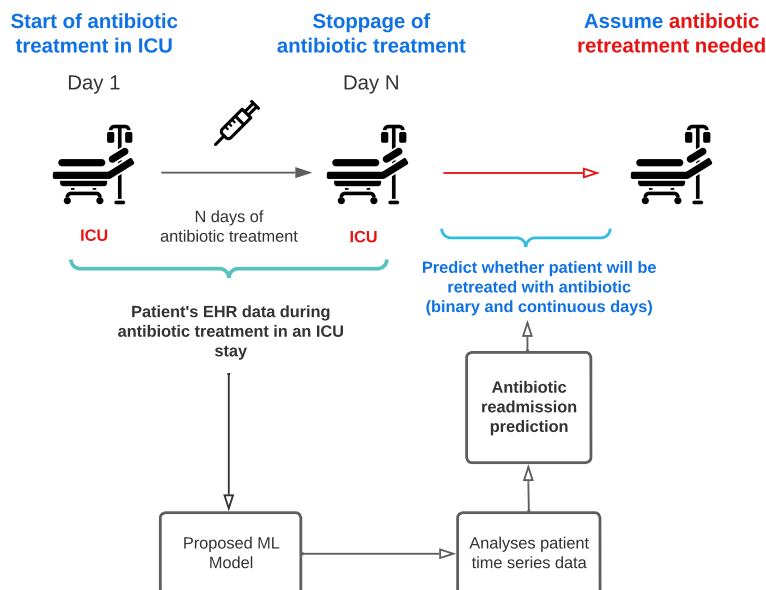 Start of antibiotic
treatment in ICU
Stoppage of
antibiotic treatment
Assume antibiotic
retreatment needed
Day 1
Day N
N days of
antibiotic treatment
ICU
ICU
Predict whether patient will be
retreated with antibiotic
(binary and continuous days)
Patient's EHR data during
antibiotic treatment in an ICU
stay
Antibiotic
readmission
prediction
Proposed ML
Model
Analyses patient
time series data